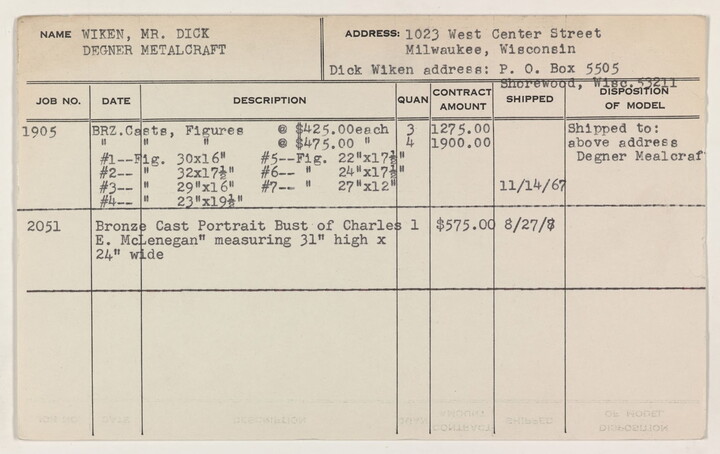 NAME WIKEN, MR. DICK
DEGNER METALCRAFT
ADDRESS: 1023 West Center Street
Milwaukee, Wisconsin
Dick Wiken address: P. O. Box 5505
Shorewood, Wisc. 53211
JOB NO. DATE DESCRIPTION QUAN CONTRACT AMOUNT SHIPPED DISPOSITION OF MODEL
1905 BRZ.Casts, Figures @ $425.00each 3 1275.00 Shipped to:
" " " @ $475.00 " 4 1900.00 above address
#1--Fig. 30x16" #5--Fig. 22"x17½" Degner Mealcraf
#2-- " 32x17½" #6-- " 24"x17½"
#3-- " 29"x16" #7-- " 27"x12" 11/14/67
#4-- " 23"x19½"
2051 Bronze Cast Portrait Bust of Charles 1 $575.00 8/27/8
E. McLenegan" measuring 31" high x
24" wide